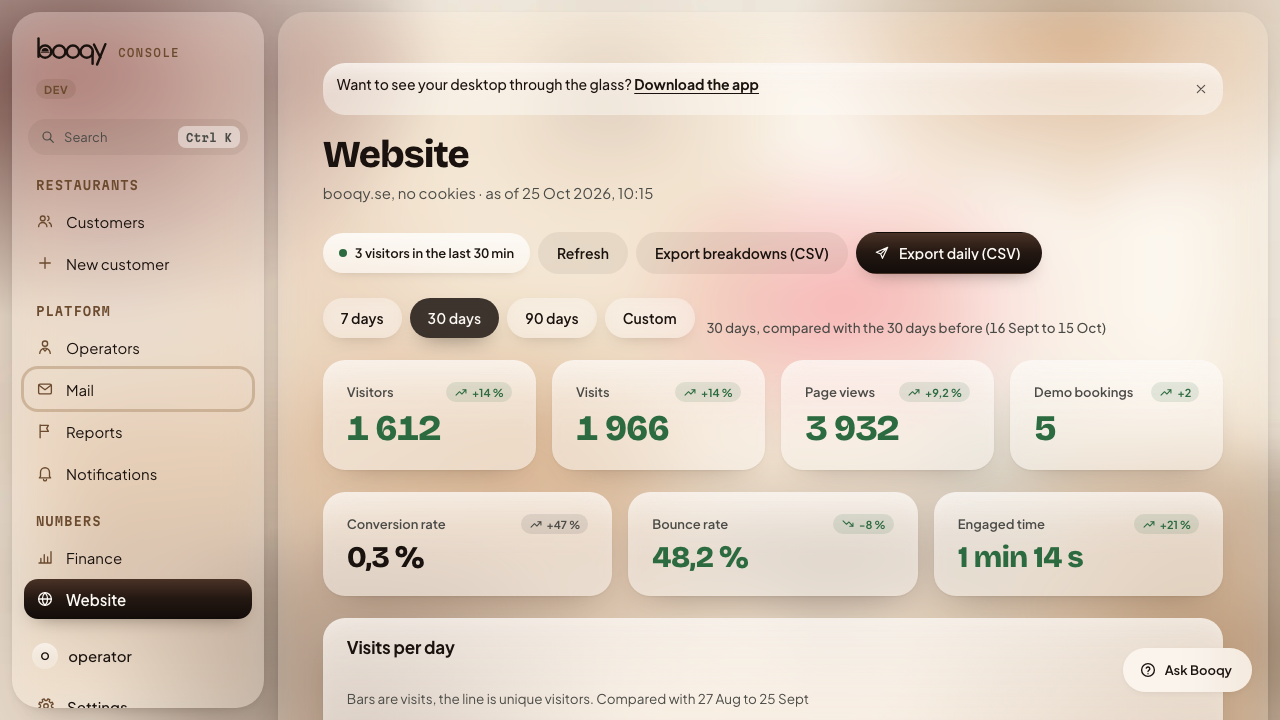 booqy CONSOLE
DEV
Search Ctrl K
RESTAURANTS
Customers
New customer
PLATFORM
Operators
Mail
Reports
Notifications
NUMBERS
Finance
Website
operator
Settings
Want to see your desktop through the glass? Download the app
Website
booqy.se, no cookies · as of 25 Oct 2026, 10:15
3 visitors in the last 30 min
Refresh
Export breakdowns (CSV)
Export daily (CSV)
7 days
30 days
90 days
Custom
30 days, compared with the 30 days before (16 Sept to 15 Oct)
Visitors +14 %
1 612
Visits +14 %
1 966
Page views +9,2 %
3 932
Demo bookings +2
5
Conversion rate +47 %
0,3 %
Bounce rate -8 %
48,2 %
Engaged time +21 %
1 min 14 s
Visits per day
Bars are visits, the line is unique visitors. Compared with 27 Aug to 25 Sept
Ask Booqy